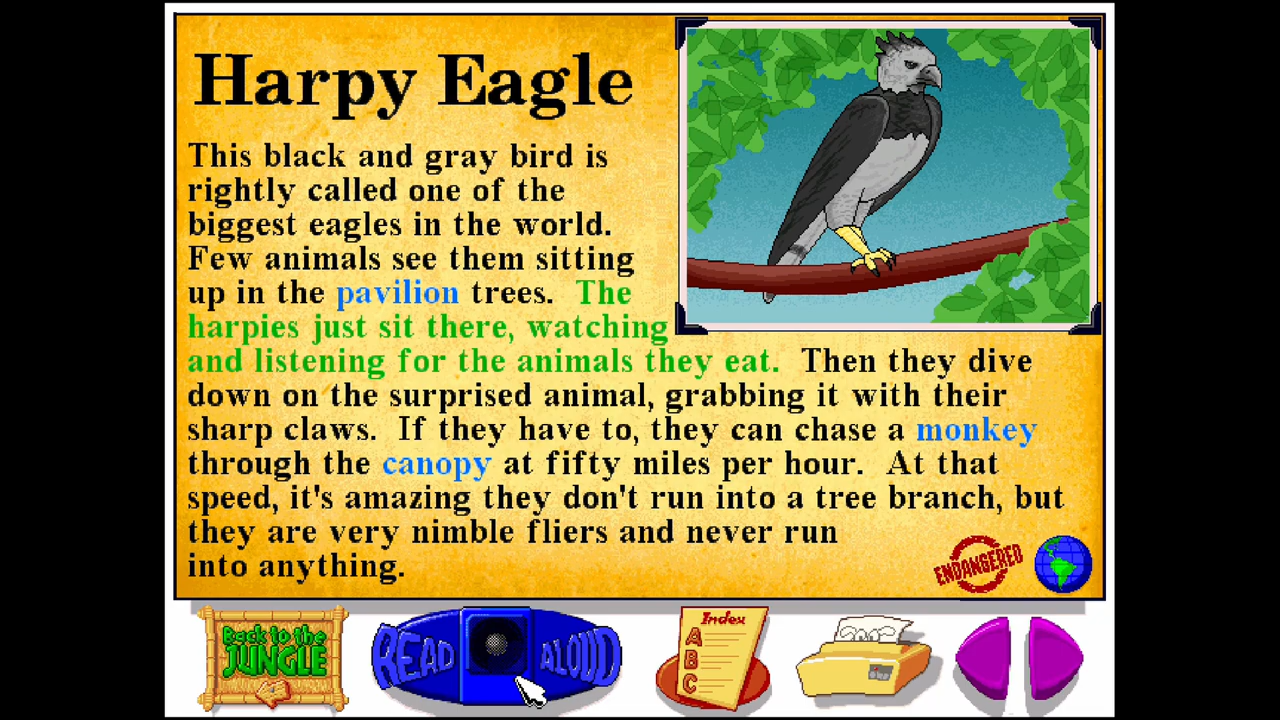 Harpy Eagle
This black and gray bird is
rightly called one of the
biggest eagles in the world.
Few animals see them sitting
up in the pavilion trees. The
harpies just sit there, watching
and listening for the animals they eat. Then they dive
down on the surprised animal, grabbing it with their
sharp claws. If they have to, they can chase a monkey
through the canopy at fifty miles per hour. At that
speed, it's amazing they don't run into a tree branch, but
they are very nimble fliers and never run
into anything.
ENDANGERED
Back to the
JUNGLE
READ ALOUD
Index
A
B
C